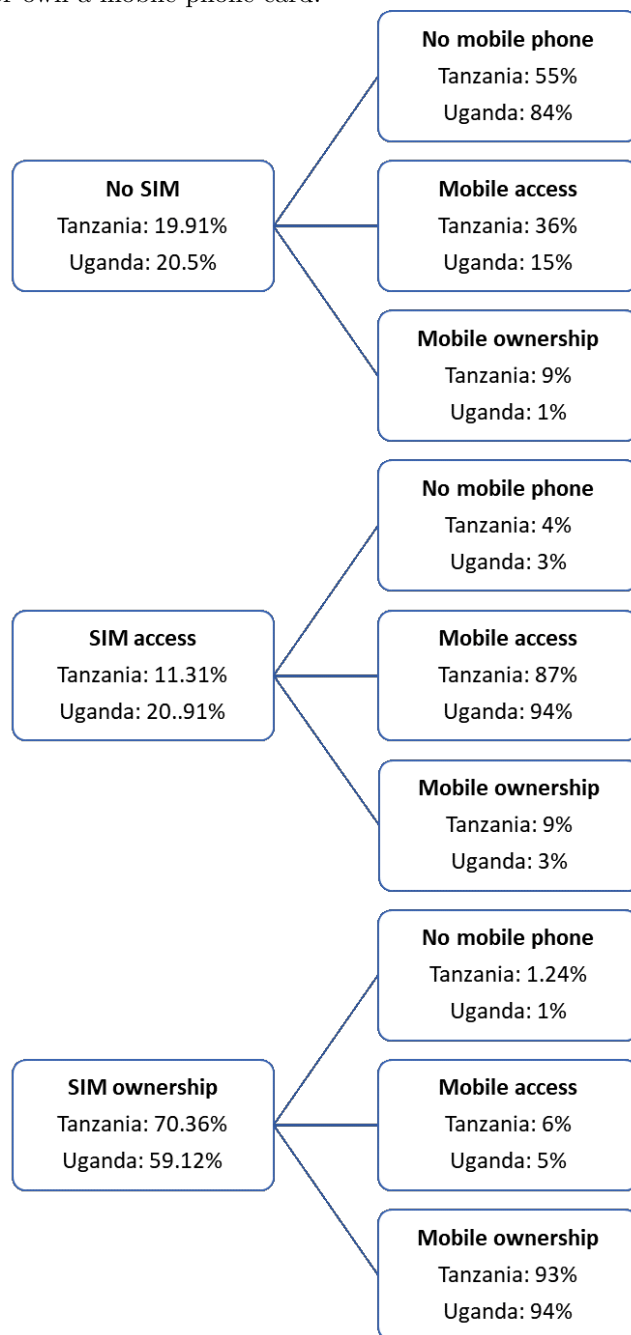 er own a mobile phone card.
No mobile phone
Tanzania: 55%
Uganda: 84%
No SIM
Tanzania: 19.91%
Uganda: 20.5%
Mobile access
Tanzania: 36%
Uganda: 15%
Mobile ownership
Tanzania: 9%
Uganda: 1%
No mobile phone
Tanzania: 4%
Uganda: 3%
SIM access
Tanzania: 11.31%
Uganda: 20..91%
Mobile access
Tanzania: 87%
Uganda: 94%
Mobile ownership
Tanzania: 9%
Uganda: 3%
No mobile phone
Tanzania: 1.24%
Uganda: 1%
SIM ownership
Tanzania: 70.36%
Uganda: 59.12%
Mobile access
Tanzania: 6%
Uganda: 5%
Mobile ownership
Tanzania: 93%
Uganda: 94%